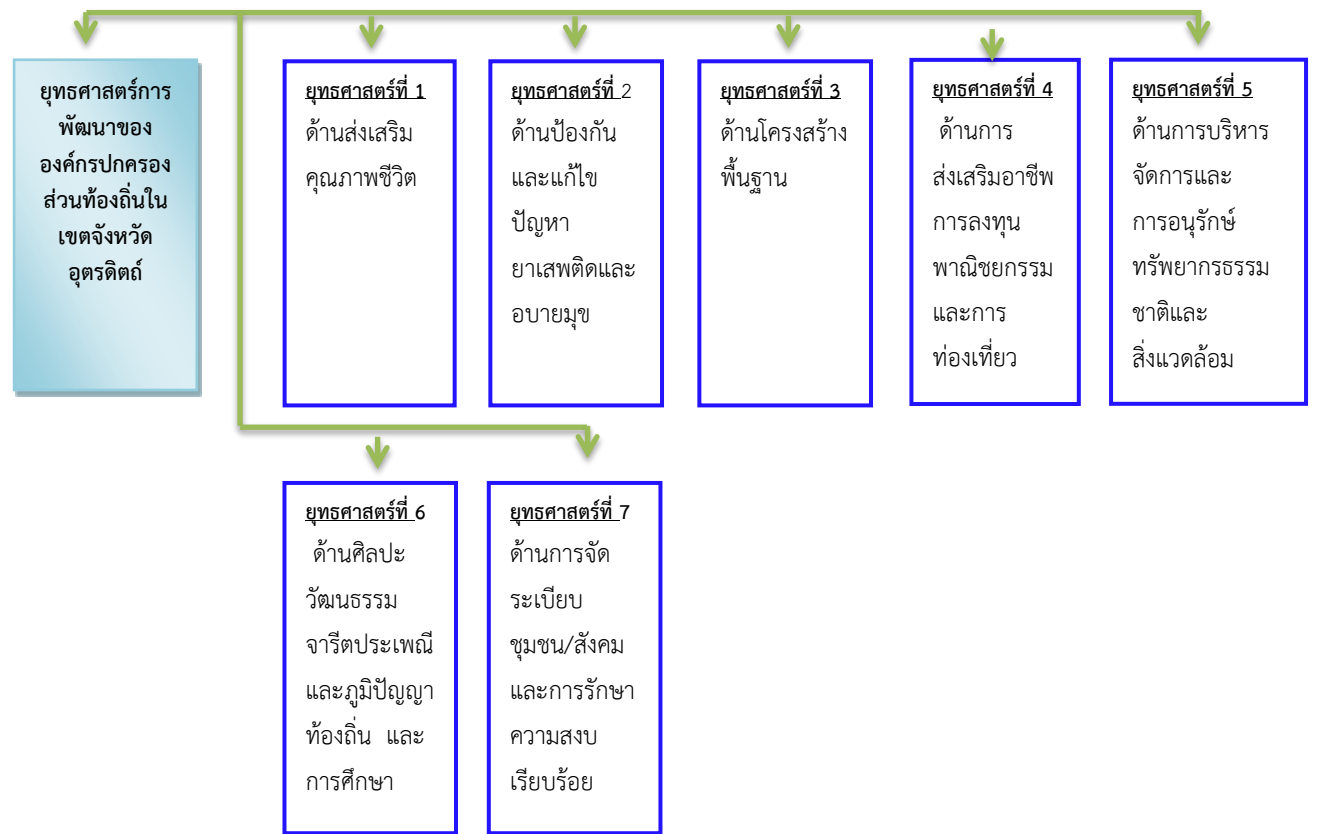 ยุทธศาสตร์การ
พัฒนาของ
องค์กรปกครอง
ส่วนท้องถิ่นใน
เขตจังหวัด
อุตรดิตถ์
ยุทธศาสตร์ที่ 1
ด้านส่งเสริม
คุณภาพชีวิต
ยุทธศาสตร์ที่ 2
ด้านป้องกัน
และแก้ไข
ปัญหา
ยาเสพติดและ
อบายมุข
ยุทธศาสตร์ที่ 3
ด้านโครงสร้าง
พื้นฐาน
ยุทธศาสตร์ที่ 4
ด้านการ
ส่งเสริมอาชีพ
การลงทุน
พาณิชยกรรม
และการ
ท่องเที่ยว
ยุทธศาสตร์ที่ 5
ด้านการบริหาร
จัดการและ
การอนุรักษ์
ทรัพยากรธรรม
ชาติและ
สิ่งแวดล้อม
ยุทธศาสตร์ที่ 6
ด้านศิลปะ
วัฒนธรรม
จารีตประเพณี
และภูมิปัญญา
ท้องถิ่น และ
การศึกษา
ยุทธศาสตร์ที่ 7
ด้านการจัด
ระเบียบ
ชุมชน/สังคม
และการรักษา
ความสงบ
เรียบร้อย